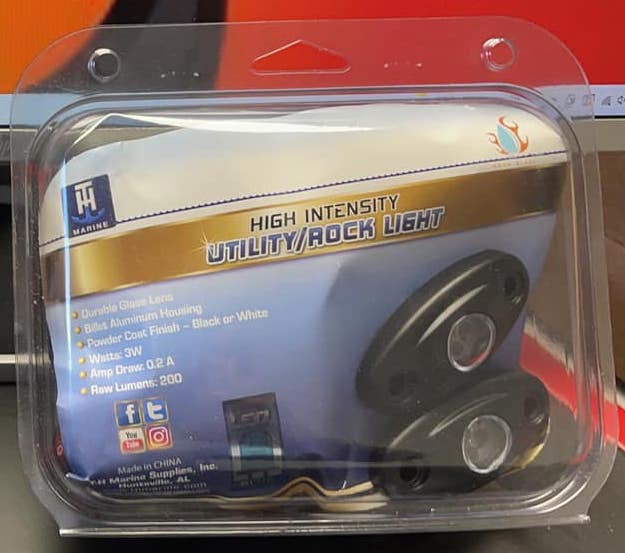 TH
MARINE
HIGH INTENSITY
UTILITY/ROCK LIGHT
Durable Glass Lens
Billet Aluminum Housing
Powder Coat Finish – Black or White
Watts: 3W
Amp Draw: 0.2 A
Raw Lumens: 200
f t
You
Tube
LED
Made in CHINA
T-H Marine Supplies, Inc.
Huntsville, AL